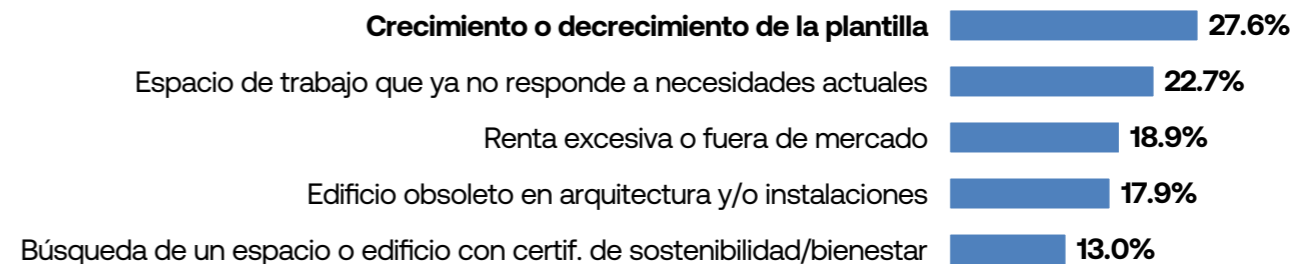 Crecimiento o decrecimiento de la plantilla 27.6%
Espacio de trabajo que ya no responde a necesidades actuales 22.7%
Renta excesiva o fuera de mercado 18.9%
Edificio obsoleto en arquitectura y/o instalaciones 17.9%
Búsqueda de un espacio o edificio con certif. de sostenibilidad/bienestar 13.0%